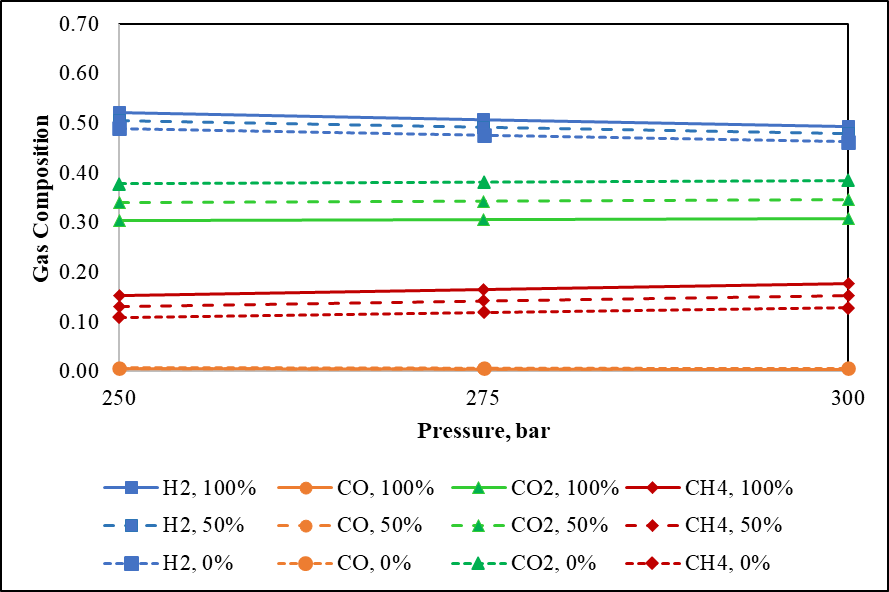 0.70
0.60
0.50
0.40
0.30
0.20
0.10
0.00
Gas Composition
250 275 300
Pressure, bar
H2, 100% CO, 100% CO2, 100% CH4, 100%
H2, 50% CO, 50% CO2, 50% CH4, 50%
H2, 0% CO, 0% CO2, 0% CH4, 0%